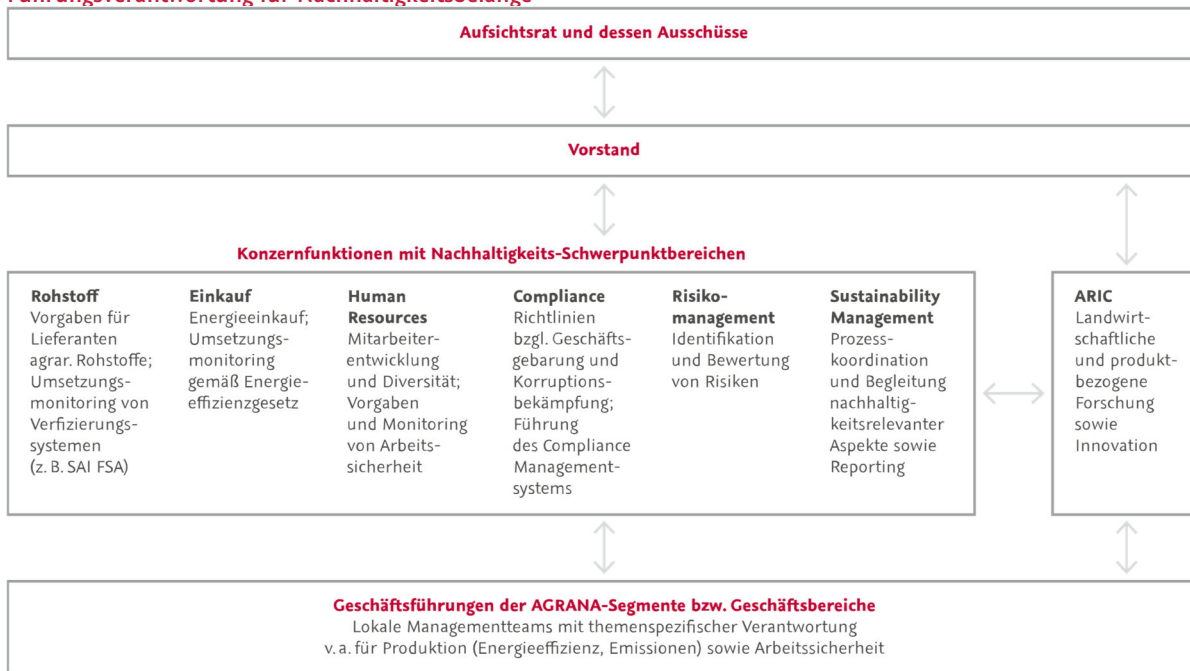 Führungsverantwortung für Nachhaltigkeitsbelange
Aufsichtsrat und dessen Ausschüsse
Vorstand
Konzernfunktionen mit Nachhaltigkeits-Schwerpunktbereichen
Rohstoff
Vorgaben für
Lieferanten
agrar. Rohstoffe;
Umsetzungs-
monitoring von
Verfizierungs-
systemen
(z. B. SAI FSA)
Einkauf
Energieeinkauf;
Umsetzungs-
monitoring
gemäß Energie-
effizienzgesetz
Human
Resources
Mitarbeiter-
entwicklung
und Diversität;
Vorgaben
und Monitoring
von Arbeits-
sicherheit
Compliance
Richtlinien
bzgl. Geschäfts-
gebarung und
Korruptions-
bekämpfung;
Führung
des Compliance
Management-
systems
Risiko-
management
Identifikation
und Bewertung
von Risiken
Sustainability
Management
Prozess-
koordination
und Begleitung
nachhaltig-
keitsrelevanter
Aspekte sowie
Reporting
ARIC
Landwirt-
schaftliche
und produkt-
bezogene
Forschung
sowie
Innovation
Geschäftsführungen der AGRANA-Segmente bzw. Geschäftsbereiche
Lokale Managementteams mit themenspezifischer Verantwortung
v. a. für Produktion (Energieeffizienz, Emissionen) sowie Arbeitssicherheit